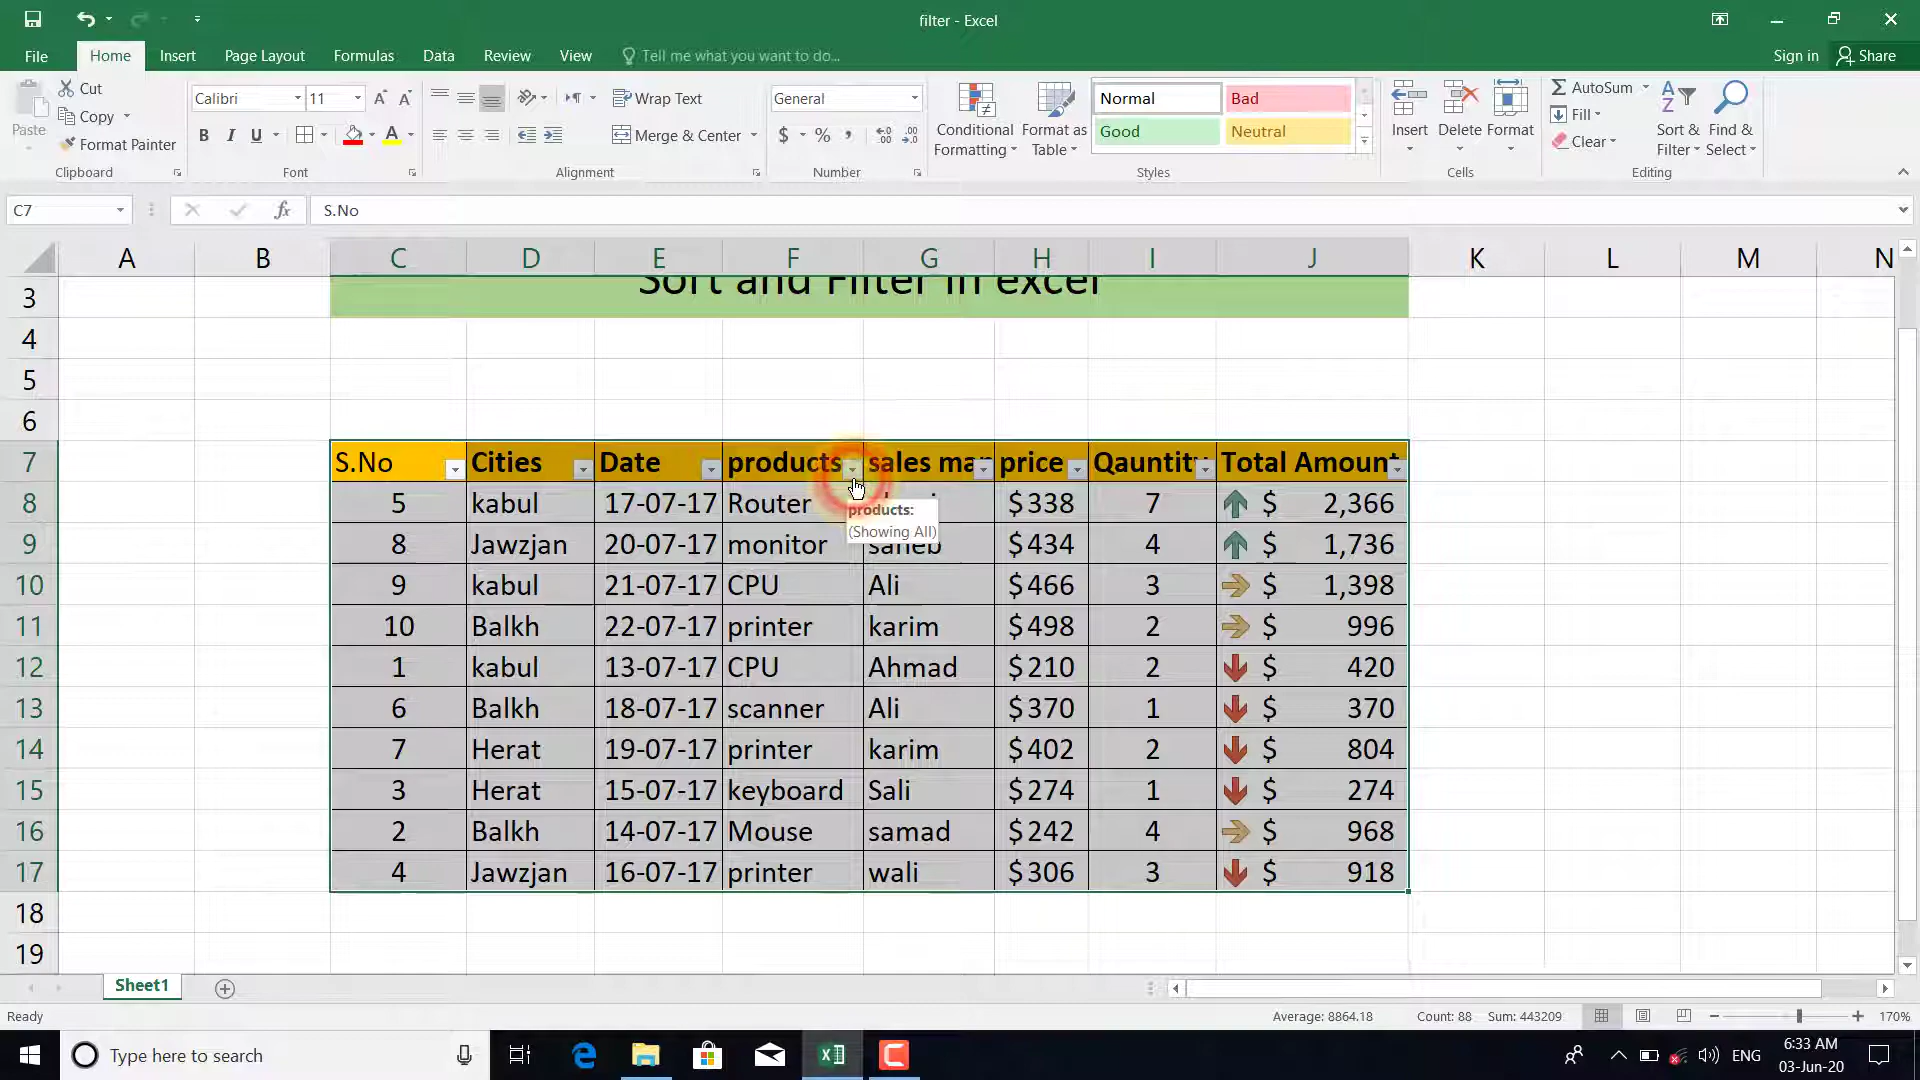 filter - Excel
File Home Insert Page Layout Formulas Data Review View Tell me what you want to do... Sign in Share
Paste Cut Copy Format Painter Clipboard
Calibri 11 B I U Font
Wrap Text Merge & Center Alignment
General $ % , Number
Conditional Formatting Format as Table Normal Bad Good Neutral Styles
Insert Delete Format Cells
AutoSum Fill Clear Sort & Filter Find & Select Editing
C7 fx S.No
A B C D E F G H I J K L M N
3 Sort and Filter in excel
4
5
6
7 S.No Cities Date products sales man price Qauntity Total Amount
8 5 kabul 17-07-17 Router $338 7 $ 2,366
products:
(Showing All)
9 8 Jawzjan 20-07-17 monitor saheb $434 4 $ 1,736
10 9 kabul 21-07-17 CPU Ali $466 3 $ 1,398
11 10 Balkh 22-07-17 printer karim $498 2 $ 996
12 1 kabul 13-07-17 CPU Ahmad $210 2 $ 420
13 6 Balkh 18-07-17 scanner Ali $370 1 $ 370
14 7 Herat 19-07-17 printer karim $402 2 $ 804
15 3 Herat 15-07-17 keyboard Sali $274 1 $ 274
16 2 Balkh 14-07-17 Mouse samad $242 4 $ 968
17 4 Jawzjan 16-07-17 printer wali $306 3 $ 918
18
19
Sheet1
Ready Average: 8864.18 Count: 88 Sum: 443209 170%
Type here to search ENG 6:33 AM
03-Jun-20